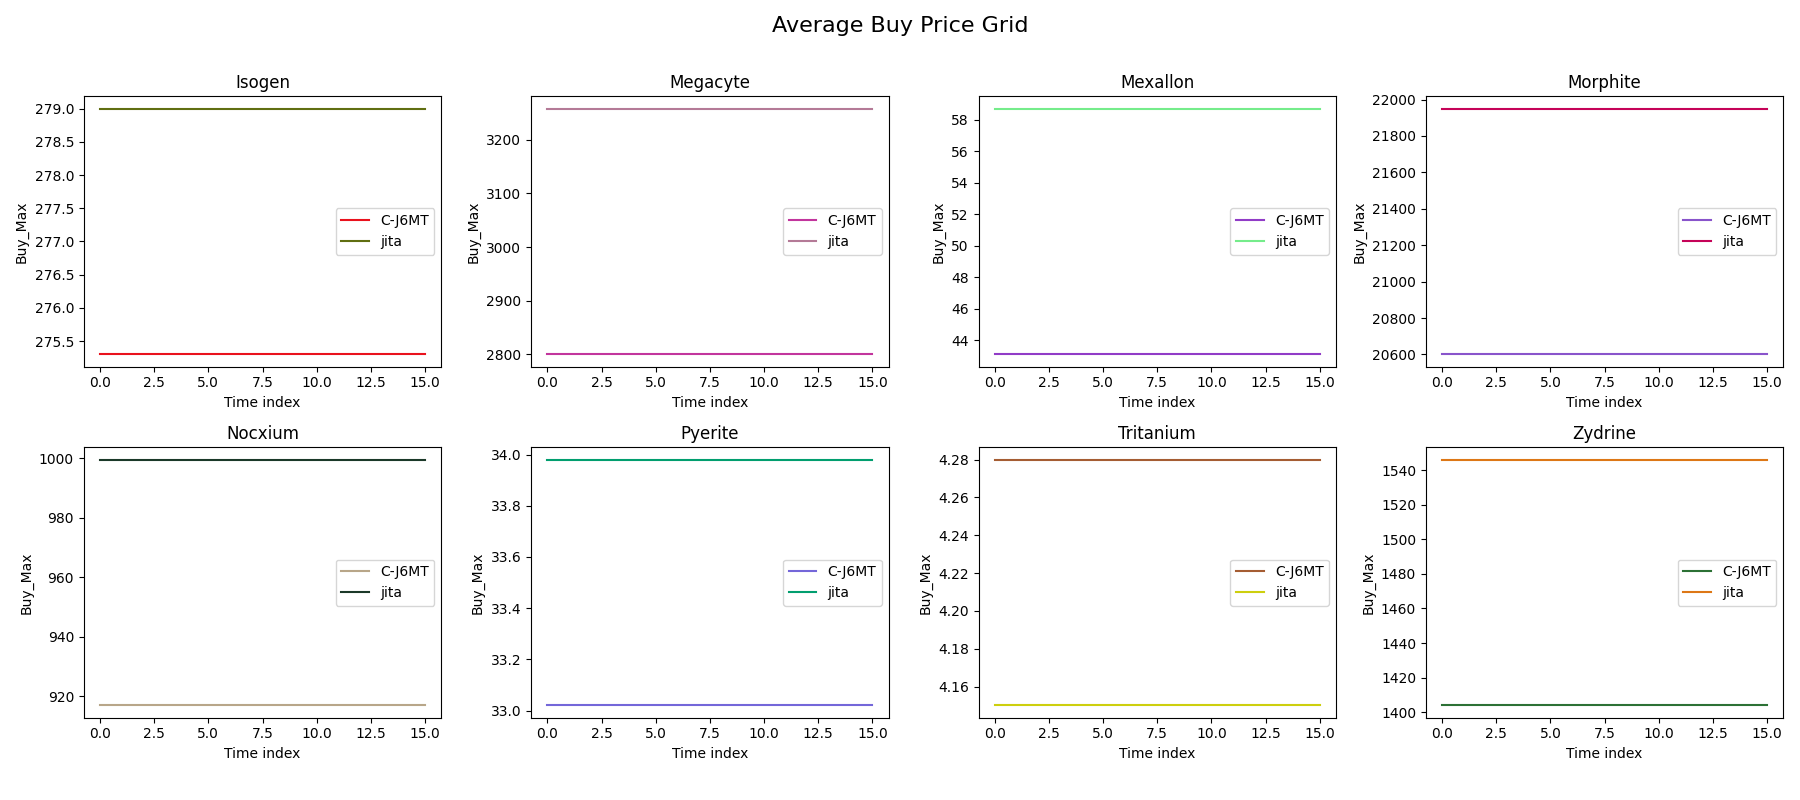 Average Buy Price Grid
Isogen
279.0
278.5
278.0
277.5
277.0
276.5
276.0
275.5
Buy_Max
C-J6MT
jita
0.0 2.5 5.0 7.5 10.0 12.5 15.0
Time index
Megacyte
3200
3100
3000
2900
2800
Buy_Max
C-J6MT
jita
0.0 2.5 5.0 7.5 10.0 12.5 15.0
Time index
Mexallon
58
56
54
52
50
48
46
44
Buy_Max
C-J6MT
jita
0.0 2.5 5.0 7.5 10.0 12.5 15.0
Time index
Morphite
22000
21800
21600
21400
21200
21000
20800
20600
Buy_Max
C-J6MT
jita
0.0 2.5 5.0 7.5 10.0 12.5 15.0
Time index
Nocxium
1000
980
960
940
920
Buy_Max
C-J6MT
jita
0.0 2.5 5.0 7.5 10.0 12.5 15.0
Time index
Pyerite
34.0
33.8
33.6
33.4
33.2
33.0
Buy_Max
C-J6MT
jita
0.0 2.5 5.0 7.5 10.0 12.5 15.0
Time index
Tritanium
4.28
4.26
4.24
4.22
4.20
4.18
4.16
Buy_Max
C-J6MT
jita
0.0 2.5 5.0 7.5 10.0 12.5 15.0
Time index
Zydrine
1540
1520
1500
1480
1460
1440
1420
1400
Buy_Max
C-J6MT
jita
0.0 2.5 5.0 7.5 10.0 12.5 15.0
Time index